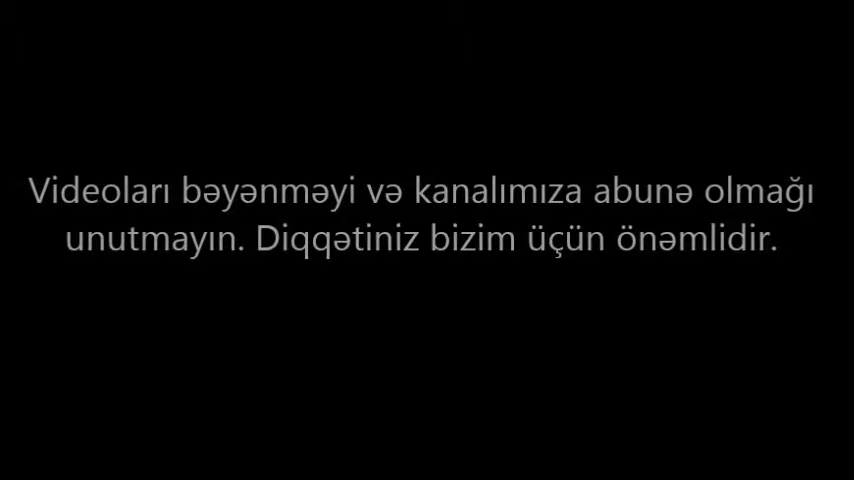 Videoları bəyənməyi və kanalımıza abunə olmağı
unutmayın. Diqqətiniz bizim üçün önəmlidir.